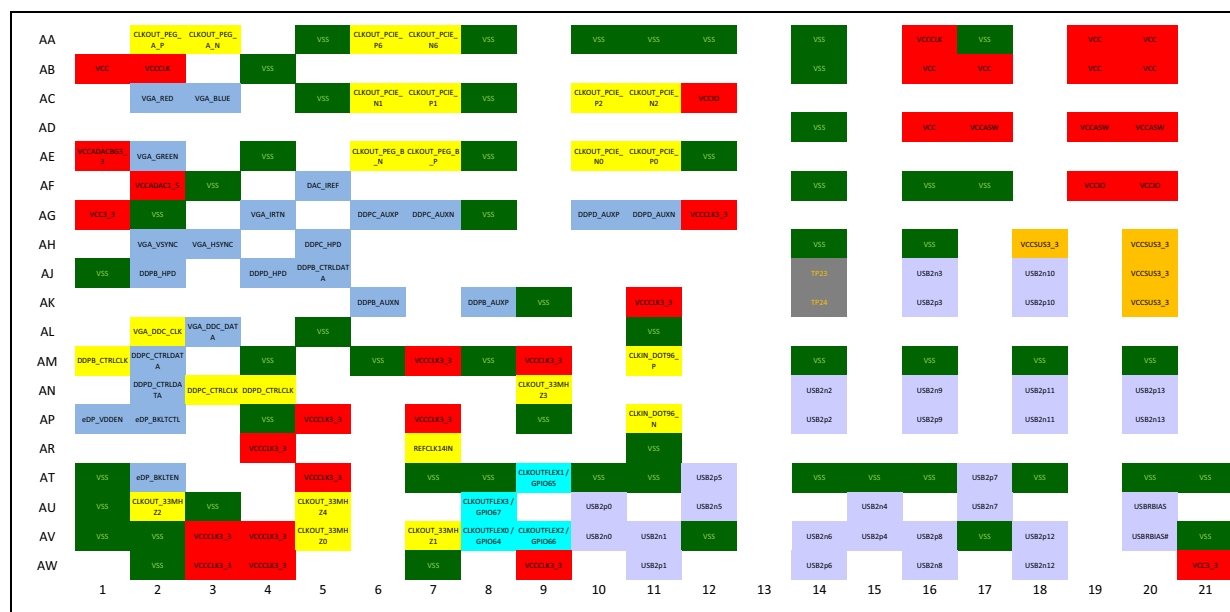 AA CLKOUT_PEG_A_P CLKOUT_PEG_A_N VSS CLKOUT_PCIE_P6 CLKOUT_PCIE_N6 VSS VSS VSS VSS VSS VCCCLK VSS VCC VCC
AB VCC VCCCLK VSS VSS VCC VCC VCC VCC
AC VGA_RED VGA_BLUE VSS CLKOUT_PCIE_N1 CLKOUT_PCIE_P1 VSS CLKOUT_PCIE_P2 CLKOUT_PCIE_N2 VCCIO
AD VSS VCC VCCASW VCCASW VCCASW
AE VCCADACBG3_3 VGA_GREEN VSS CLKOUT_PEG_B_N CLKOUT_PEG_B_P CLKOUT_PCIE_N0 CLKOUT_PCIE_P0 VSS
AF VCCADAC1_5 VSS DAC_IREF VSS VSS VSS VCCIO VCCIO
AG VCC3_3 VSS VGA_IRTN DDPC_AUXP DDPC_AUXN VSS DDPD_AUXP DDPD_AUXN VCCCLK3_3
AH VGA_VSYNC VGA_HSYNC DDPC_HPD VSS VSS VCCSUS3_3 VCCSUS3_3
AJ VSS DDPB_HPD DDPD_HPD DDPB_CTRLDATA TP23 USB2n3 USB2n10 VCCSUS3_3
AK DDPB_AUXN DDPB_AUXP VSS VCCCLK3_3 TP24 USB2p3 USB2p10 VCCSUS3_3
AL VGA_DDC_CLK VGA_DDC_DATA VSS VSS
AM DDPB_CTRLCLK DDPC_CTRLDATA VSS VSS VCCCLK3_3 VSS VCCCLK3_3 CLKIN_DOT96_P VSS VSS VSS VSS
AN DDPD_CTRLDATA DDPC_CTRLCLK DDPD_CTRLCLK CLKOUT_33MHZ3 USB2n2 USB2n9 USB2p11 USB2p13
AP eDP_VDDEN eDP_BKLTCTL VSS VCCCLK3_3 VCCCLK3_3 VSS CLKIN_DOT96_N USB2p2 USB2p9 USB2n11 USB2n13
AR VCCCLK3_3 REFCLK14IN VSS
AT VSS eDP_BKLTEN VCCCLK3_3 VSS VSS CLKOUTFLEX1 / GPIO65 VSS VSS USB2p5 VSS VSS VSS USB2p7 VSS VSS VSS
AU VSS CLKOUT_33MHZ2 VSS CLKOUT_33MHZ4 CLKOUTFLEX3 / GPIO67 USB2p0 USB2n5 USB2n4 USB2n7 USBRBIAS
AV VSS VSS VCCCLK3_3 VCCCLK3_3 CLKOUT_33MHZ0 CLKOUT_33MHZ1 CLKOUTFLEX0 / GPIO64 CLKOUTFLEX2 / GPIO66 USB2n0 USB2n1 VSS USB2n6 USB2p4 USB2p8 VSS USB2p12 USBRBIAS# VSS
AW VSS VCCCLK3_3 VCCCLK3_3 VSS VCCCLK3_3 USB2p1 USB2p6 USB2n8 USB2n12 VCC3_3
1 2 3 4 5 6 7 8 9 10 11 12 13 14 15 16 17 18 19 20 21